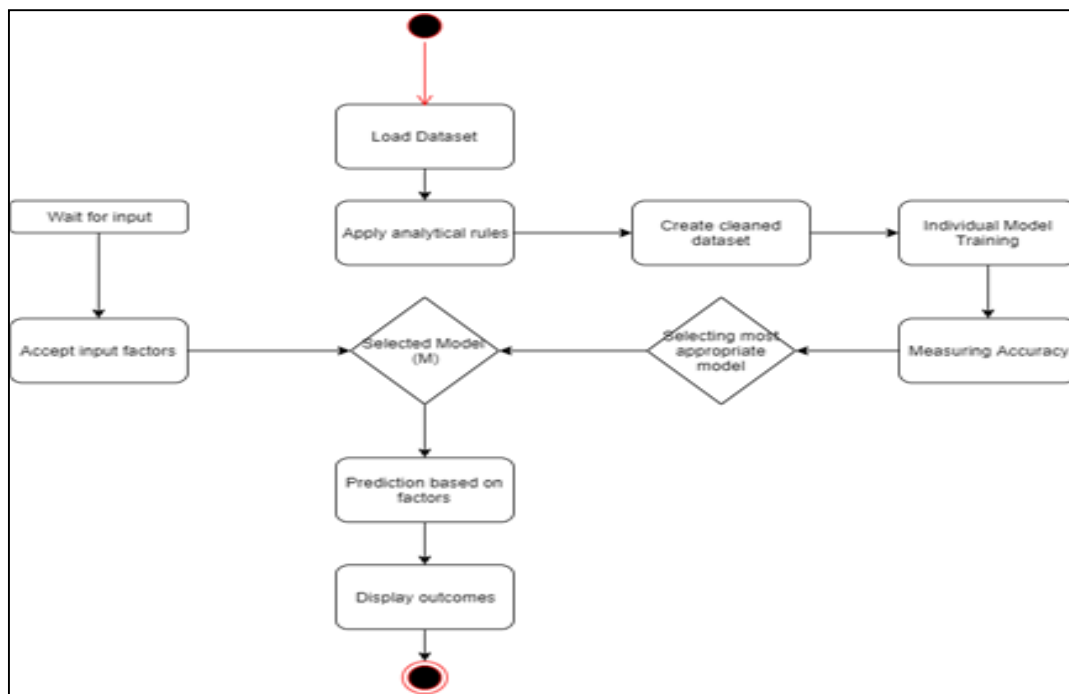 Load Dataset
Wait for input
Apply analytical rules
Create cleaned
dataset
Individual Model
Training
Accept input factors
Selected Model
(M)
Selecting most
appropriate
model
Measuring Accuracy
Prediction based on
factors
Display outcomes